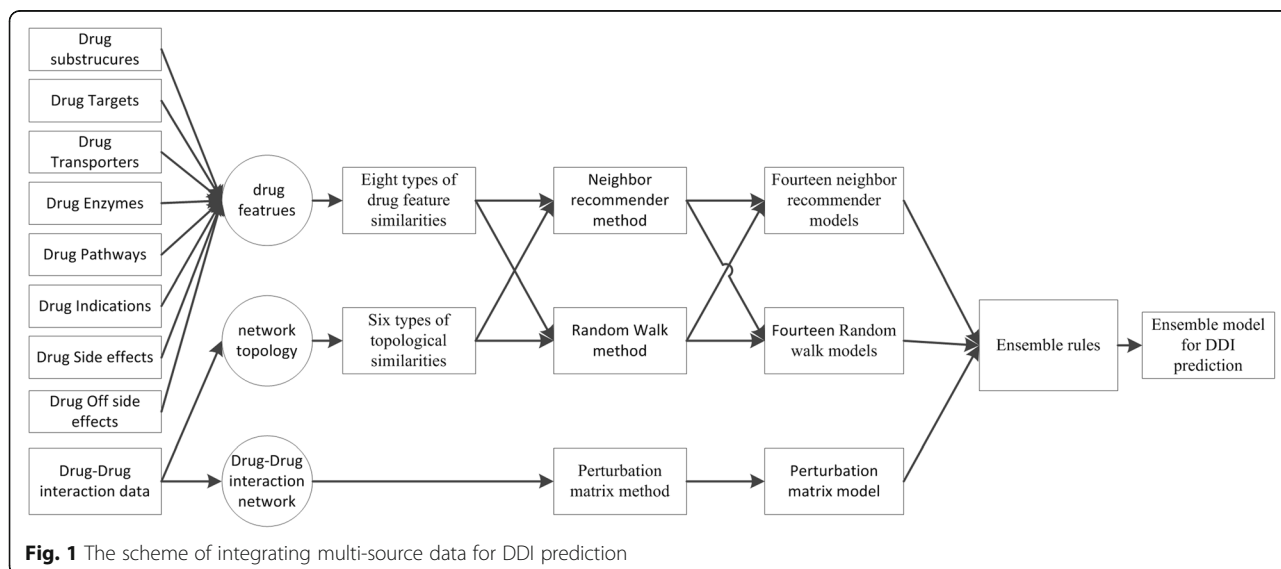 Drug
substrucures
Drug Targets
Drug
Transporters
Drug Enzymes
Drug Pathways
Drug Indications
Drug Side effects
Drug Off side
effects
Drug-Drug
interaction data
drug
featrues
network
topology
Drug-Drug
interaction
network
Eight types of
drug feature
similarities
Six types of
topological
similarities
Neighbor
recommender
method
Random Walk
method
Perturbation
matrix method
Fourteen neighbor
recommender
models
Fourteen Random
walk models
Perturbation
matrix model
Ensemble rules
Ensemble model
for DDI
prediction
Fig. 1 The scheme of integrating multi-source data for DDI prediction